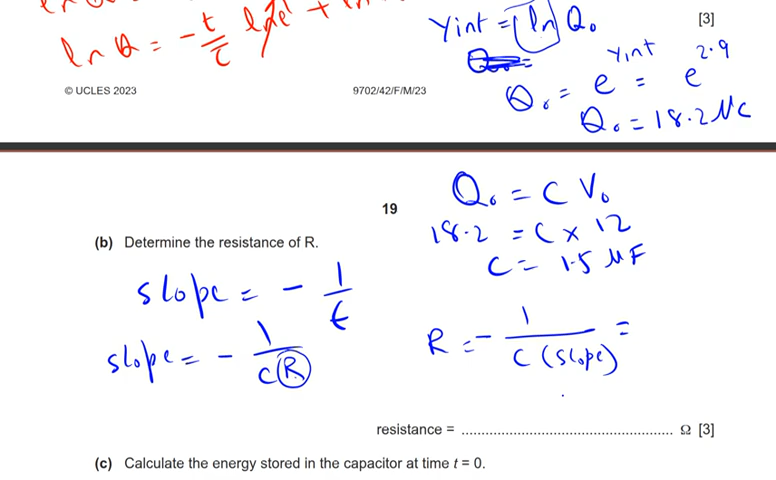 ln Q = - t/τ ln e +
Yint = ln Q₀
[3]
Q₀ = e^Yint = e^2.9
Q₀ = 18.2 μC
© UCLES 2023
9702/42/F/M/23
19
Q₀ = C V₀
18.2 = C × 12
C = 1.5 μF
(b) Determine the resistance of R.
slope = - 1/τ
slope = - 1/CR
R = - 1/C (slope) =
resistance = ................................................ Ω [3]
(c) Calculate the energy stored in the capacitor at time t = 0.